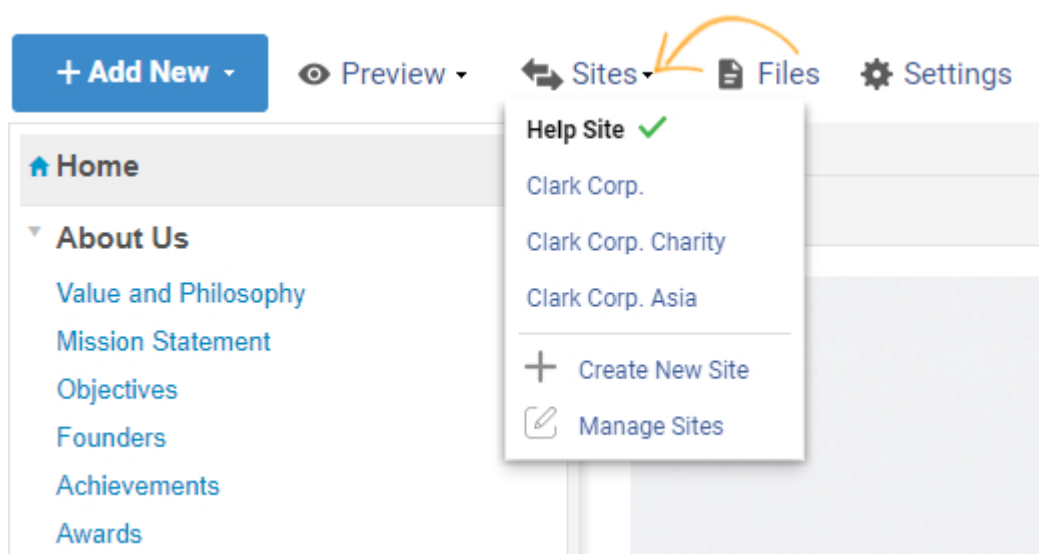 + Add New
Preview
Sites
Files
Settings
Home
About Us
Value and Philosophy
Mission Statement
Objectives
Founders
Achievements
Awards
Help Site
Clark Corp.
Clark Corp. Charity
Clark Corp. Asia
Create New Site
Manage Sites